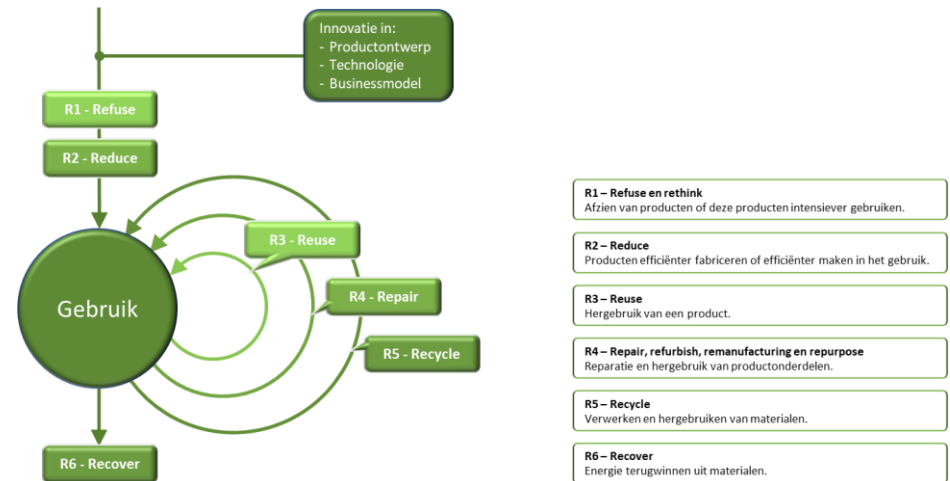 Innovatie in:
- Productontwerp
- Technologie
- Businessmodel
R1 - Refuse
R2 - Reduce
R3 - Reuse
R4 - Repair
R5 - Recycle
Gebruik
R6 - Recover
R1 – Refuse en rethink
Afzien van producten of deze producten intensiever gebruiken.
R2 – Reduce
Producten efficiënter fabriceren of efficiënter maken in het gebruik.
R3 – Reuse
Hergebruik van een product.
R4 – Repair, refurbish, remanufacturing en repurpose
Reparatie en hergebruik van productonderdelen.
R5 – Recycle
Verwerken en hergebruiken van materialen.
R6 – Recover
Energie terugwinnen uit materialen.